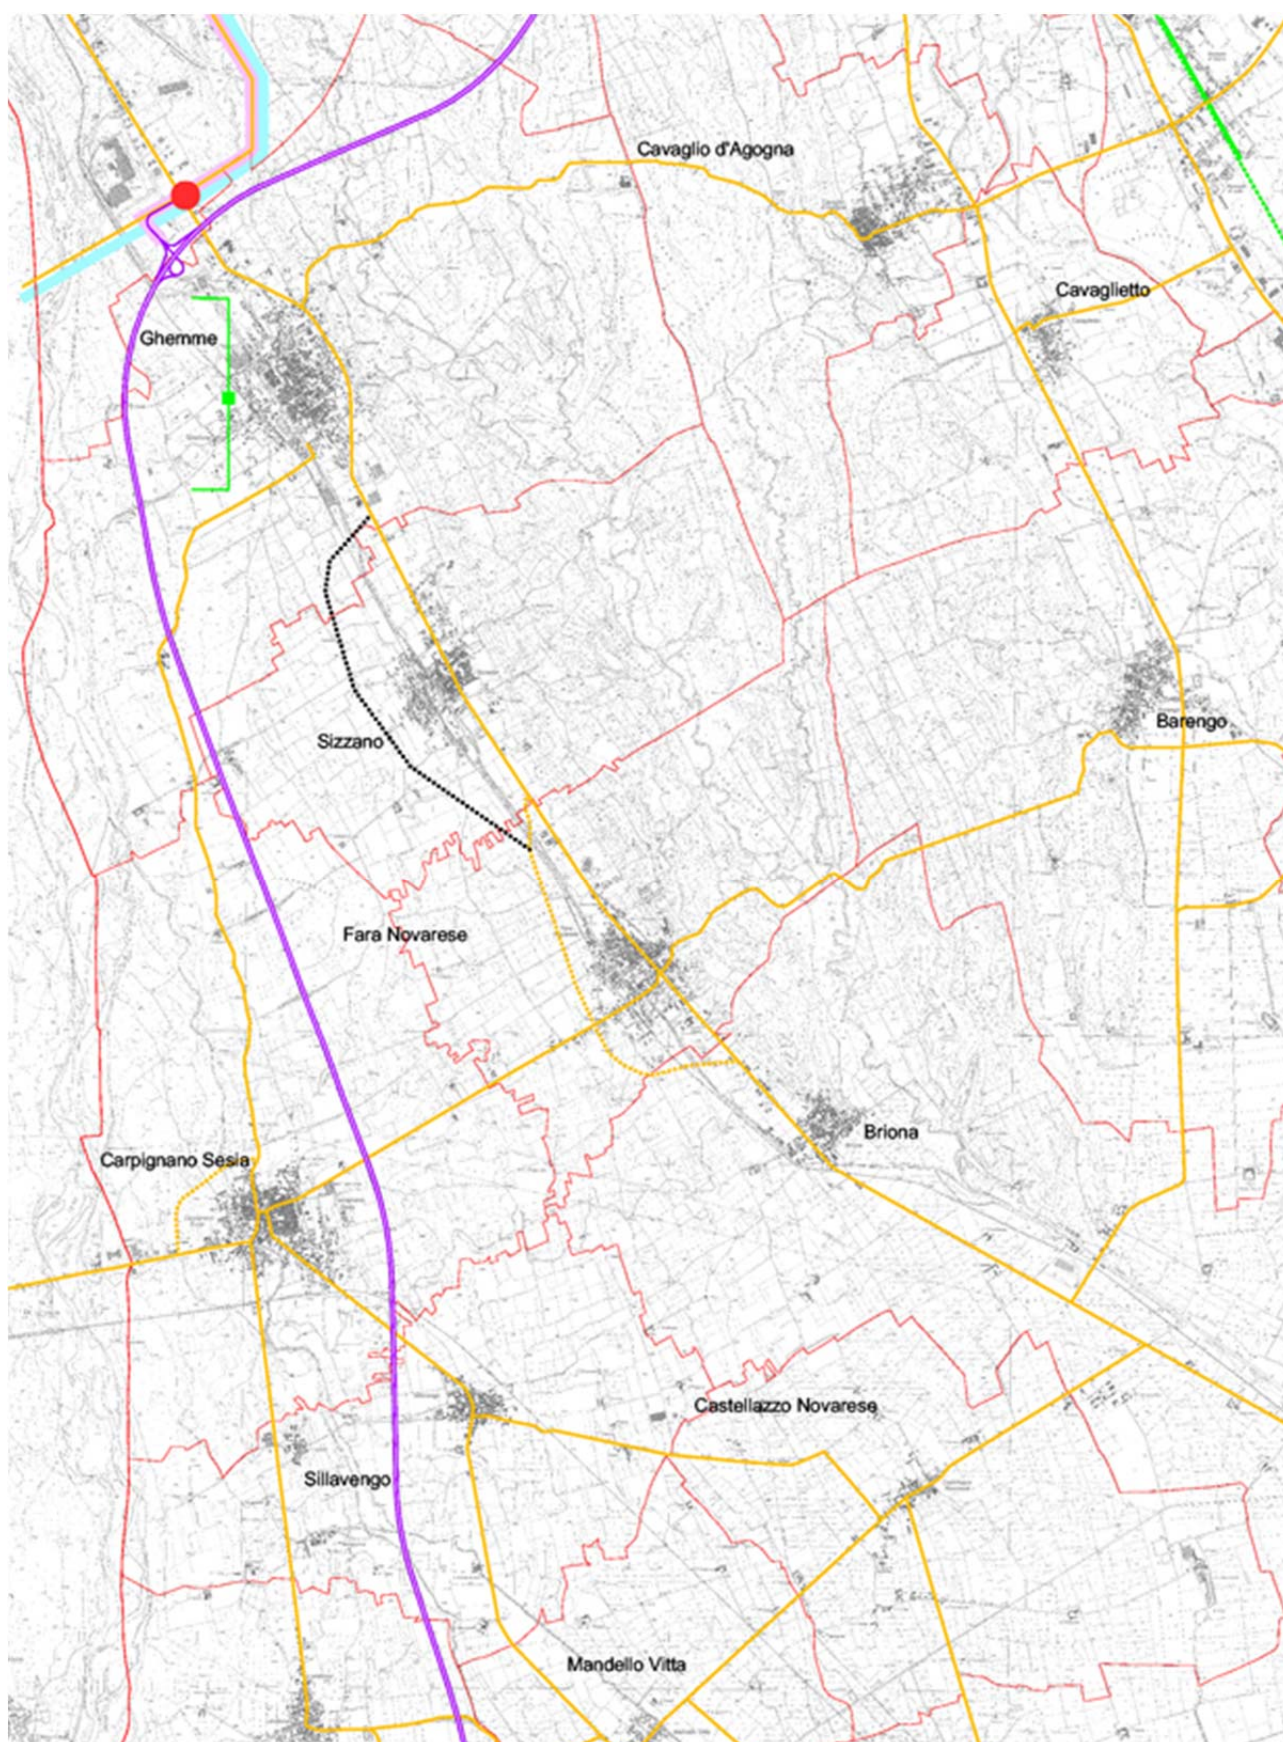 Cavaglio d'Agogna
Cavaglietto
Ghemme
Barengo
Sizzano
Fara Novarese
Briona
Carpignano Sesia
Castellazzo Novarese
Sillavengo
Mandello Vitta